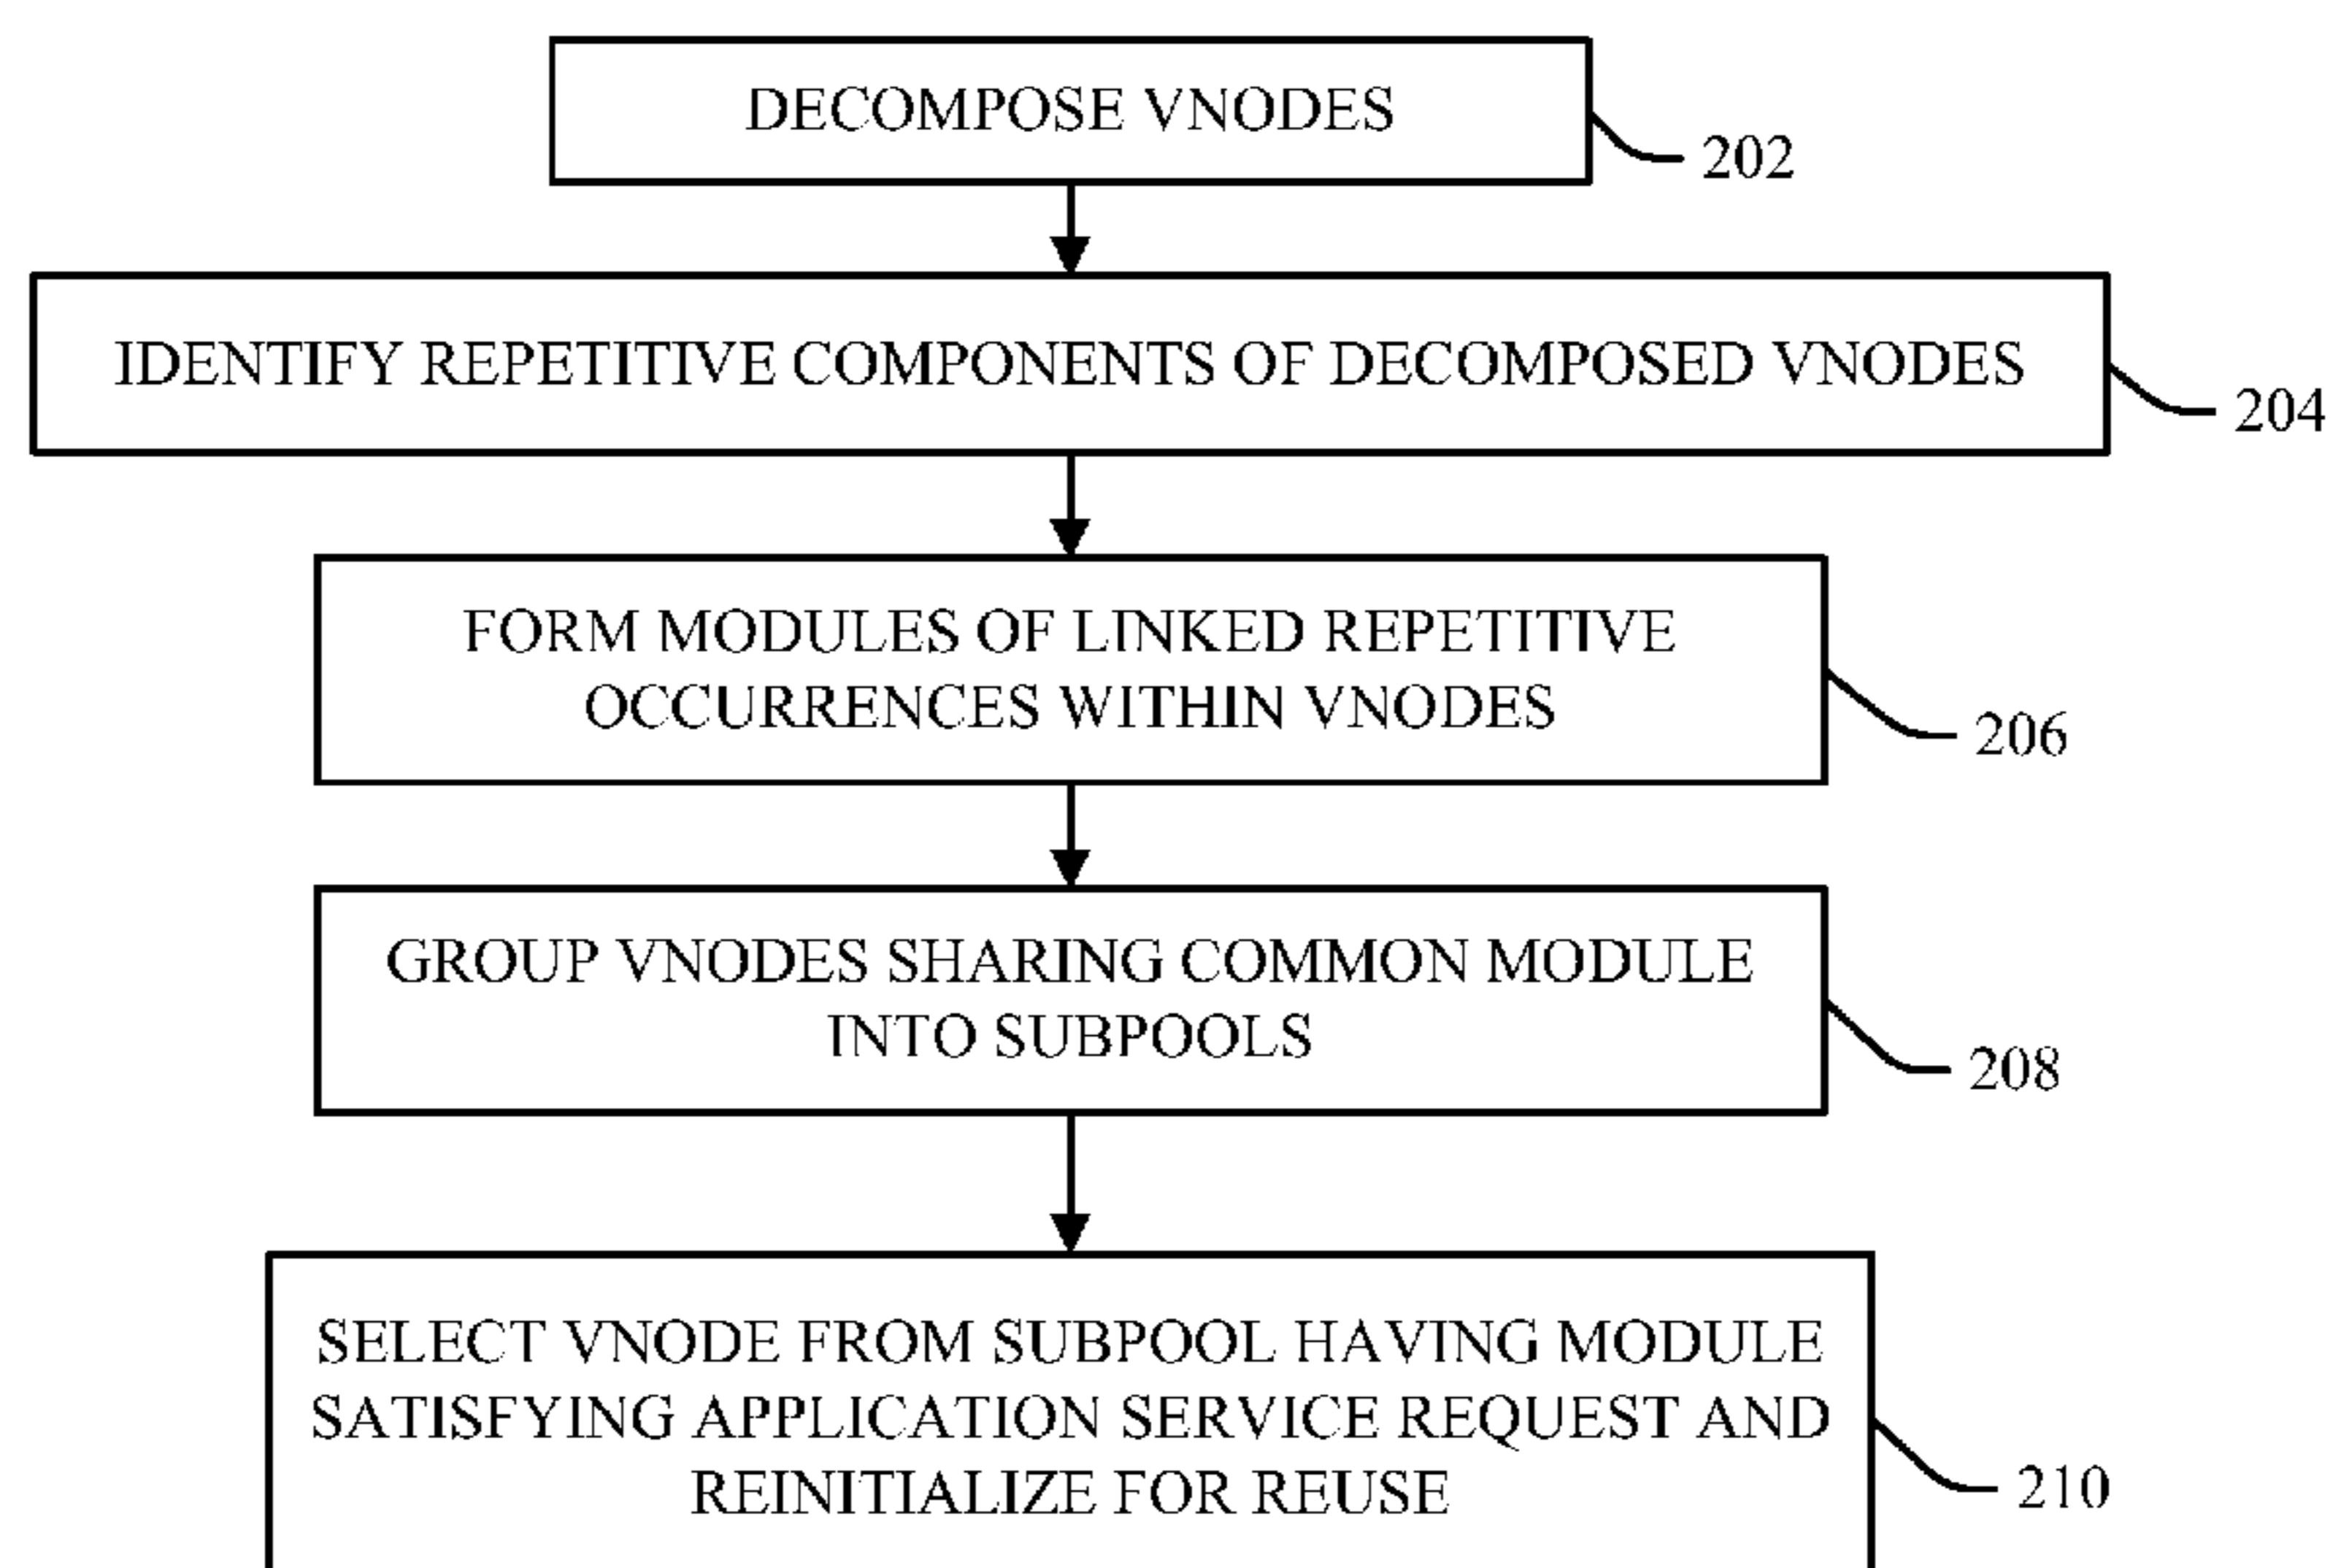 DECOMPOSE VNODES
202
IDENTIFY REPETITIVE COMPONENTS OF DECOMPOSED VNODES
204
FORM MODULES OF LINKED REPETITIVE
OCCURRENCES WITHIN VNODES
206
GROUP VNODES SHARING COMMON MODULE
INTO SUBPOOLS
208
SELECT VNODE FROM SUBPOOL HAVING MODULE
SATISFYING APPLICATION SERVICE REQUEST AND
REINITIALIZE FOR REUSE
210